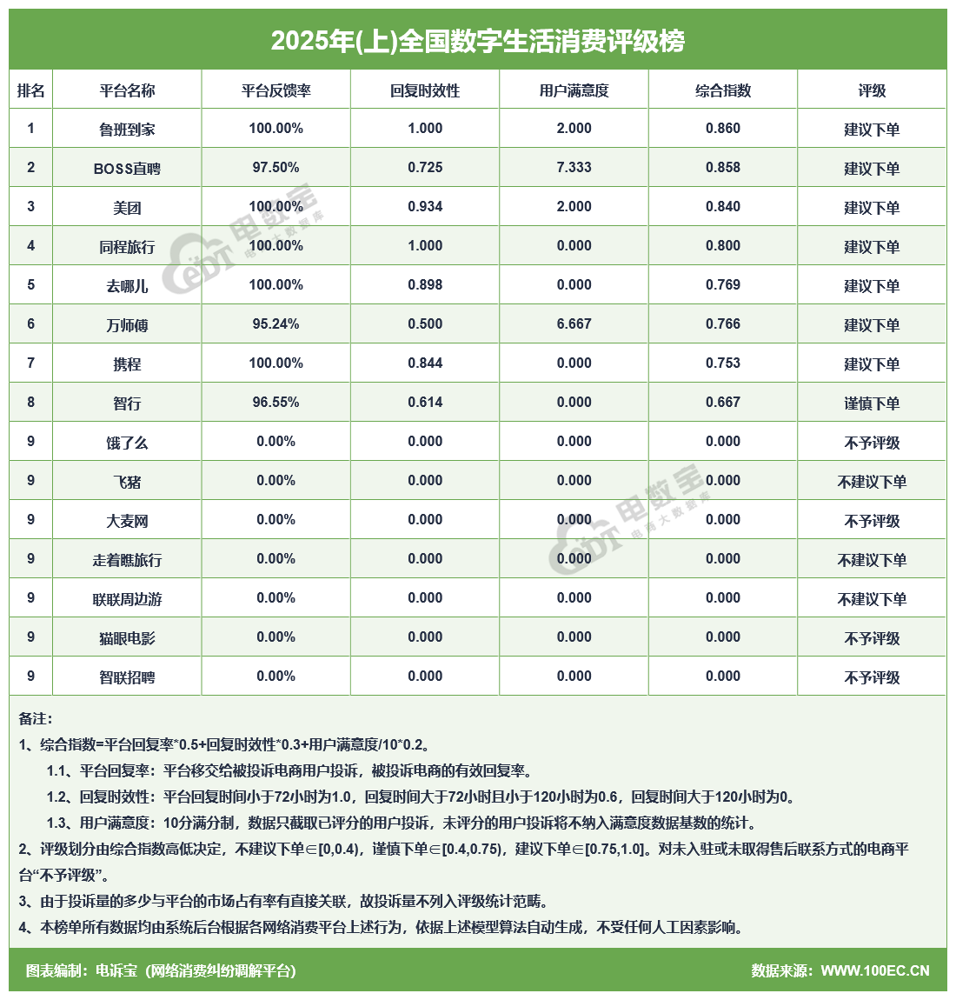 2025年(上)全国数字生活消费评级榜
排名 平台名称 平台反馈率 回复时效性 用户满意度 综合指数 评级
1 鲁班到家 100.00% 1.000 2.000 0.860 建议下单
2 BOSS直聘 97.50% 0.725 7.333 0.858 建议下单
3 美团 100.00% 0.934 2.000 0.840 建议下单
4 同程旅行 100.00% 1.000 0.000 0.800 建议下单
5 去哪儿 100.00% 0.898 0.000 0.769 建议下单
6 万师傅 95.24% 0.500 6.667 0.766 建议下单
7 携程 100.00% 0.844 0.000 0.753 建议下单
8 智行 96.55% 0.614 0.000 0.667 谨慎下单
9 饿了么 0.00% 0.000 0.000 0.000 不予评级
9 飞猪 0.00% 0.000 0.000 0.000 不建议下单
9 大麦网 0.00% 0.000 0.000 0.000 不予评级
9 走着瞧旅行 0.00% 0.000 0.000 0.000 不建议下单
9 联联周边游 0.00% 0.000 0.000 0.000 不建议下单
9 猫眼电影 0.00% 0.000 0.000 0.000 不予评级
9 智联招聘 0.00% 0.000 0.000 0.000 不予评级
电数宝
电商大数据库
eDT
电数宝
电商大数据库
eDT
备注：
1、综合指数=平台回复率*0.5+回复时效性*0.3+用户满意度/10*0.2。
1.1、平台回复率：平台移交给被投诉电商用户投诉，被投诉电商的有效回复率。
1.2、回复时效性：平台回复时间小于72小时为1.0，回复时间大于72小时且小于120小时为0.6，回复时间大于120小时为0。
1.3、用户满意度：10分满分制，数据只截取已评分的用户投诉，未评分的用户投诉将不纳入满意度数据基数的统计。
2、评级划分由综合指数高低决定，不建议下单∈[0,0.4)，谨慎下单∈[0.4,0.75)，建议下单∈[0.75,1.0]。对未入驻或未取得售后联系方式的电商平
台“不予评级”。
3、由于投诉量的多少与平台的市场占有率有直接关联，故投诉量不列入评级统计范畴。
4、本榜单所有数据均由系统后台根据各网络消费平台上述行为，依据上述模型算法自动生成，不受任何人工因素影响。
图表编制：电诉宝（网络消费纠纷调解平台） 数据来源：WWW.100EC.CN